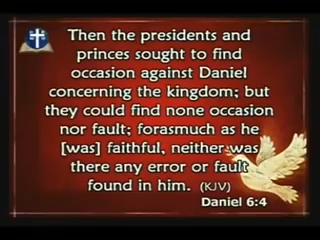 Then the presidents and
princes sought to find
occasion against Daniel
concerning the kingdom; but
they could find none occasion
nor fault; forasmuch as he
[was] faithful, neither was
there any error or fault
found in him. (KJV)
Daniel 6:4